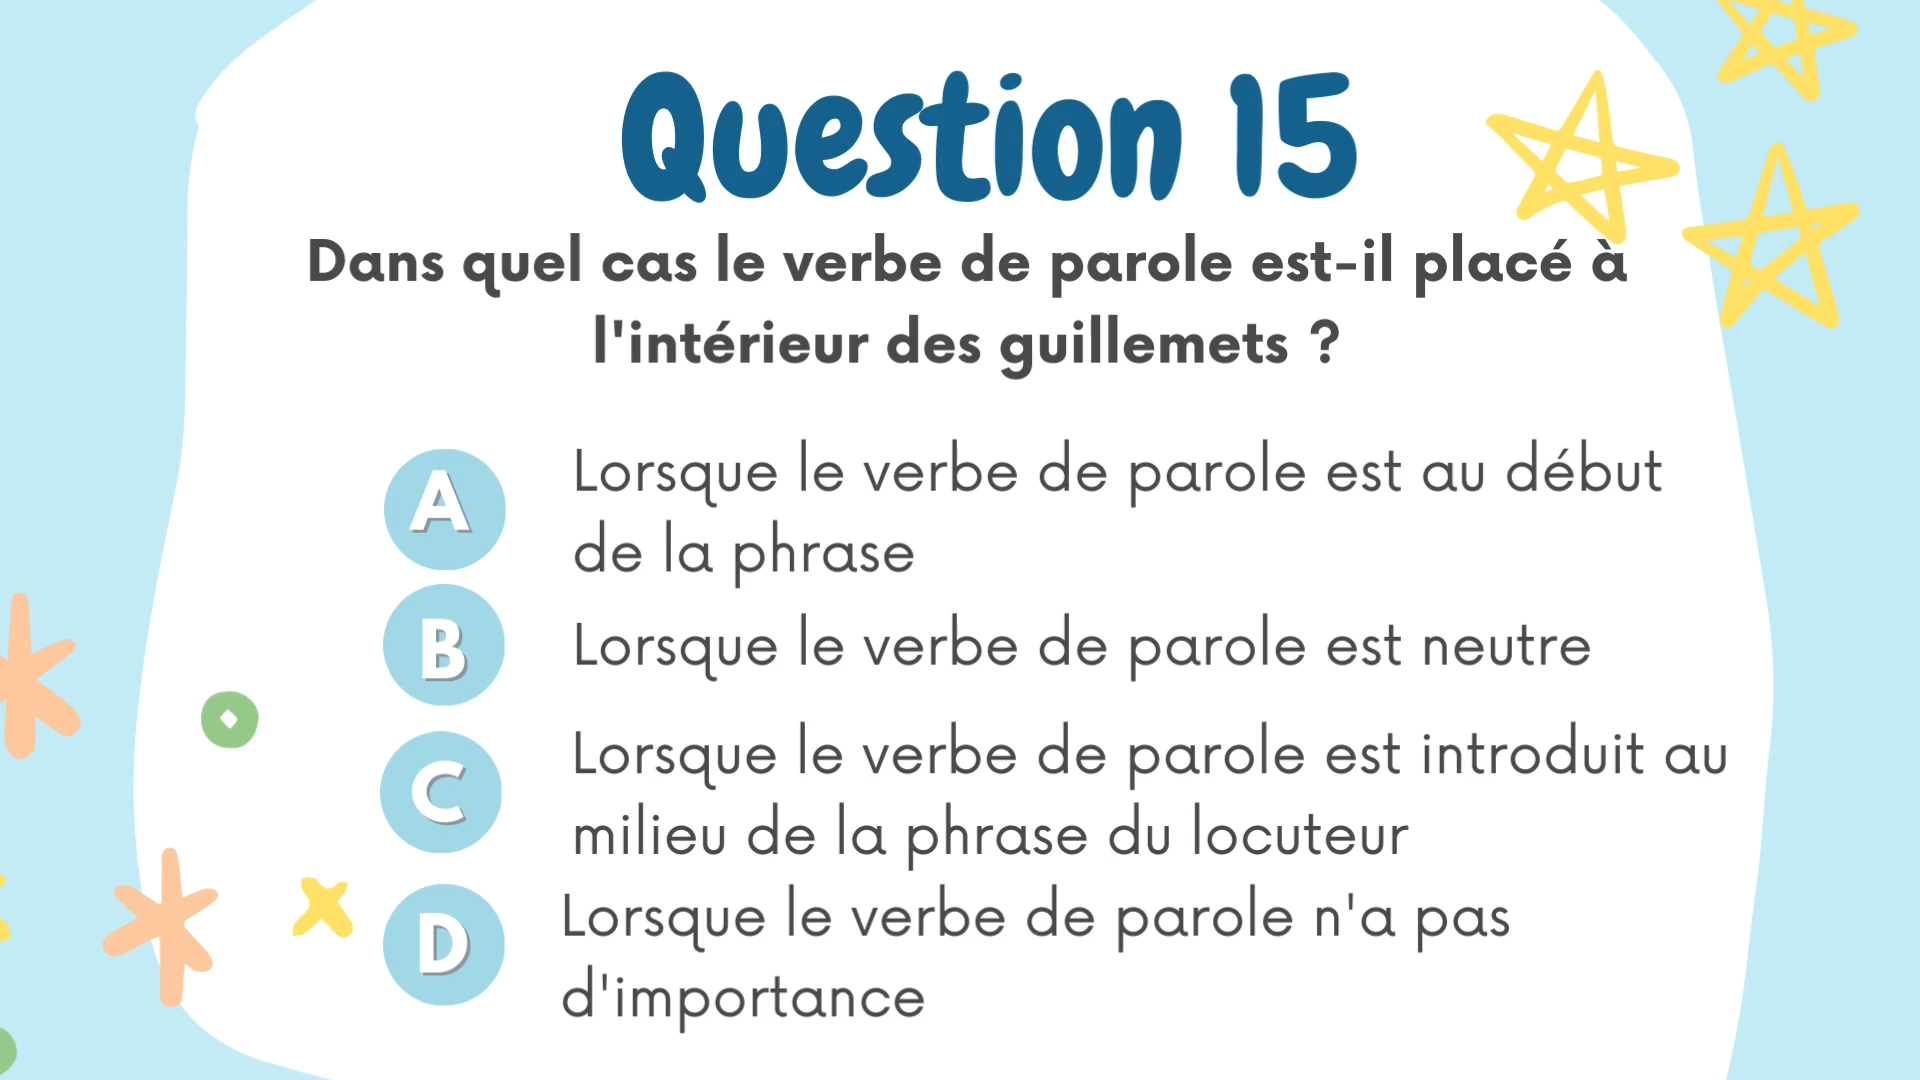 Question 15
Dans quel cas le verbe de parole est-il placé à
l'intérieur des guillemets ?
A
Lorsque le verbe de parole est au début
de la phrase
B
Lorsque le verbe de parole est neutre
C
Lorsque le verbe de parole est introduit au
milieu de la phrase du locuteur
D
Lorsque le verbe de parole n'a pas
d'importance